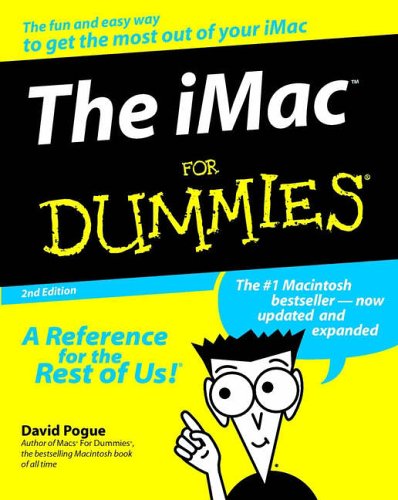 The fun and easy way
to get the most out of your iMac
The iMac™
FOR
DUMMIES®
2nd Edition
The #1 Macintosh
bestseller — now
updated and
expanded
A Reference
for the
Rest of Us!®
David Pogue
Author of Macs® For Dummies®,
the bestselling Macintosh book
of all time